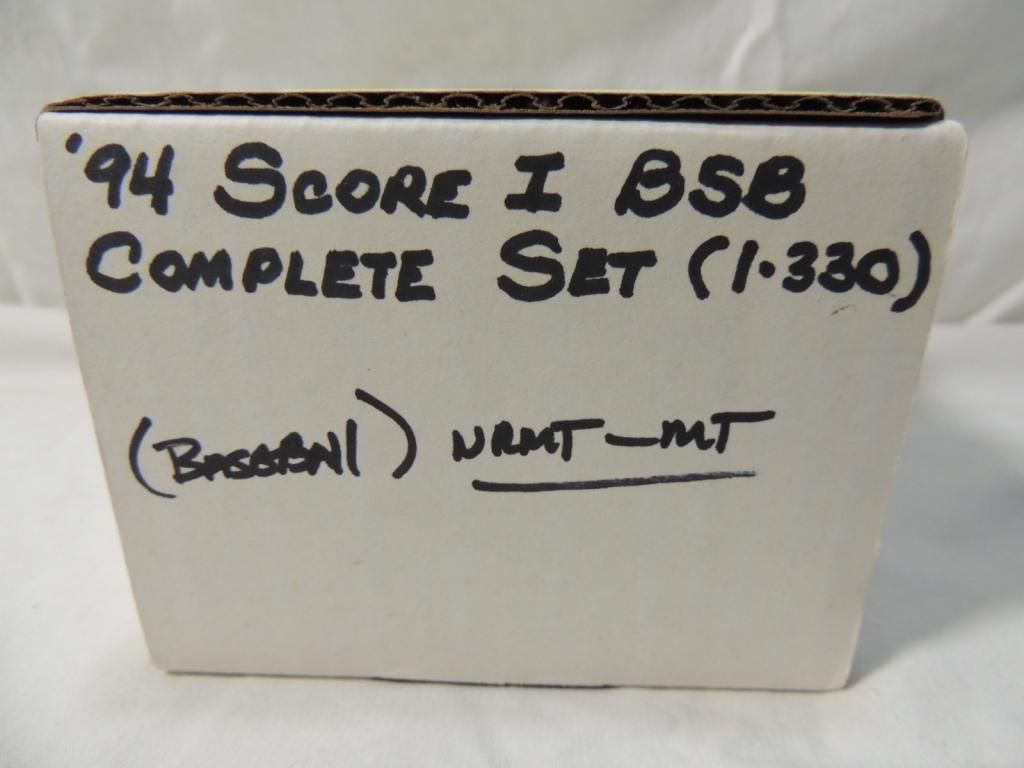 '94 SCORE I BSB
COMPLETE SET (1-330)
(BASEBAll) NRMT-MT